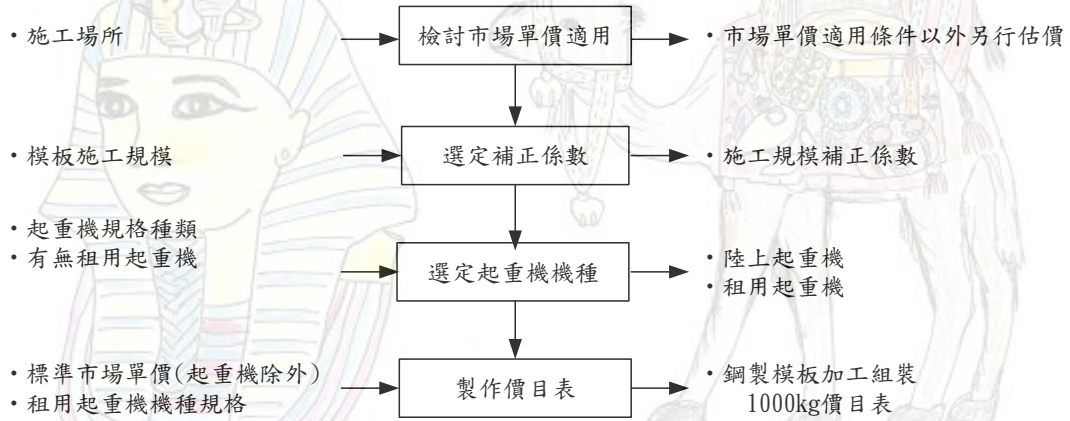 ・施工場所
檢討市場單價適用
・市場單價適用條件以外另行估價
・模板施工規模
選定補正係數
・施工規模補正係數
・起重機規格種類
・有無租用起重機
選定起重機機種
・陸上起重機
・租用起重機
・標準市場單價(起重機除外)
・租用起重機機種規格
製作價目表
・鋼製模板加工組裝
1000kg價目表